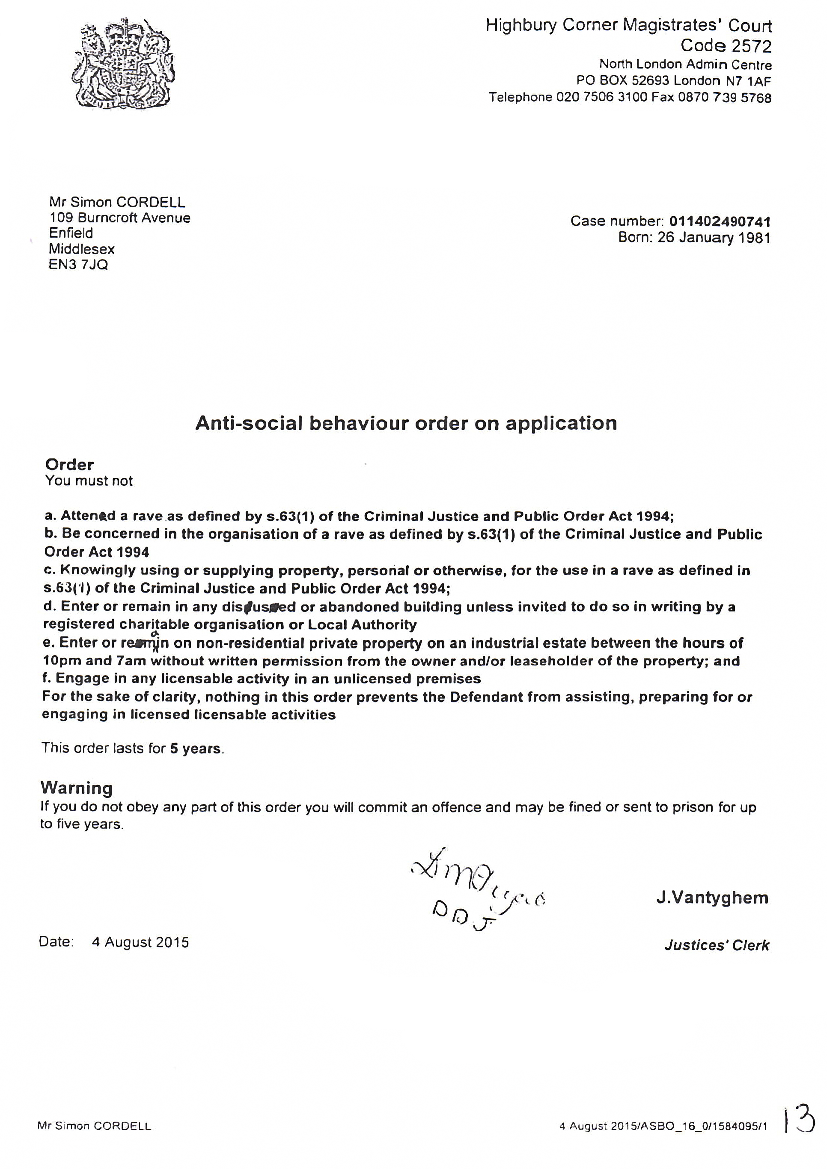 Highbury Corner Magistrates' Court
Code 2572
North London Admin Centre
PO BOX 52693 London N7 1AF
Telephone 020 7506 3100 Fax 0870 739 5768
Mr Simon CORDELL
109 Burncroft Avenue
Enfield
Middlesex
EN3 7JQ
Case number: 011402490741
Born: 26 January 1981
Anti-social behaviour order on application
Order
You must not
a. Attend a rave as defined by s.63(1) of the Criminal Justice and Public Order Act 1994;
b. Be concerned in the organisation of a rave as defined by s.63(1) of the Criminal Justice and Public
Order Act 1994
c. Knowingly using or supplying property, personal or otherwise, for the use in a rave as defined in
s.63(1) of the Criminal Justice and Public Order Act 1994;
d. Enter or remain in any disused or abandoned building unless invited to do so in writing by a
registered charitable organisation or Local Authority
e. Enter or remain on non-residential private property on an industrial estate between the hours of
10pm and 7am without written permission from the owner and/or leaseholder of the property; and
f. Engage in any licensable activity in an unlicensed premises
For the sake of clarity, nothing in this order prevents the Defendant from assisting, preparing for or
engaging in licensed licensable activities
This order lasts for 5 years.
Warning
If you do not obey any part of this order you will commit an offence and may be fined or sent to prison for up
to five years.
DDJ
J.Vantyghem
Date: 4 August 2015
Justices' Clerk
Mr Simon CORDELL
4 August 2015/ASBO_16_0/1584095/1
13